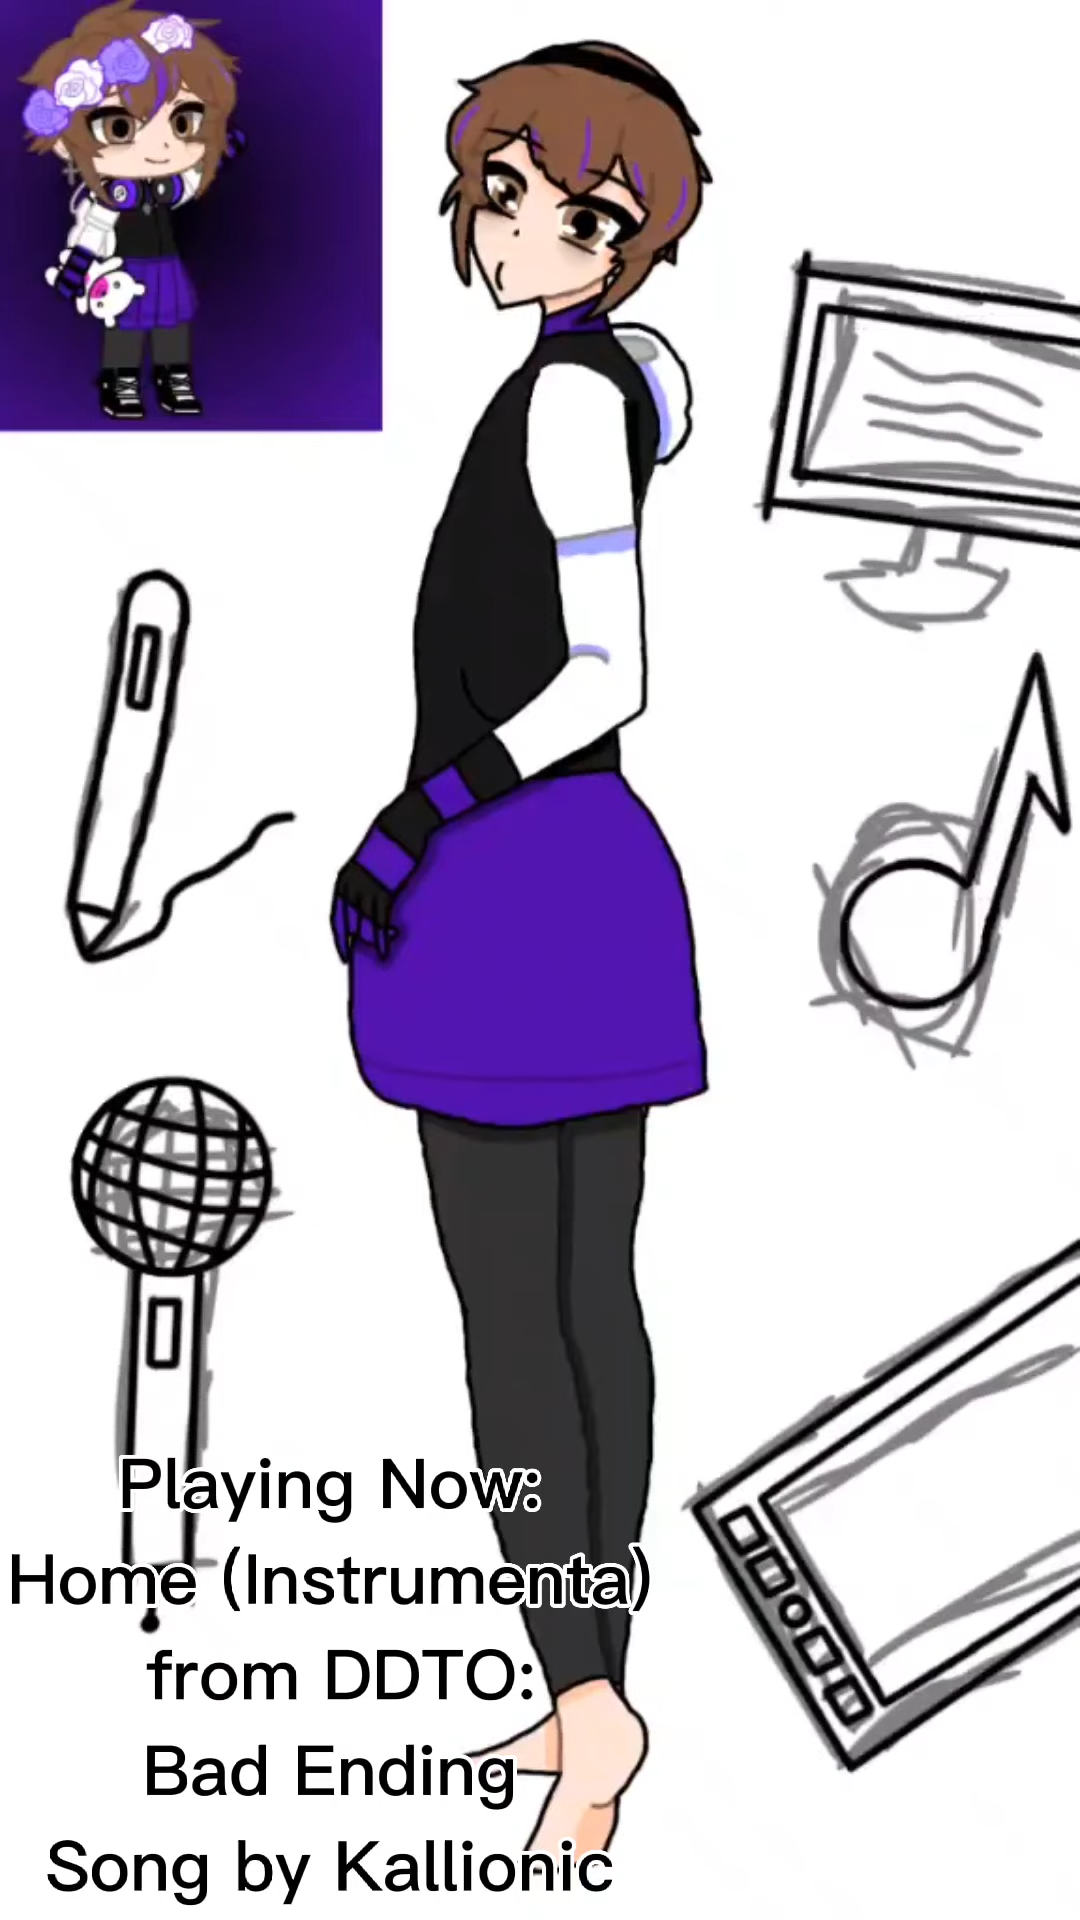 Playing Now:
Home (Instrumenta)
from DDTO:
Bad Ending
Song by Kallionic